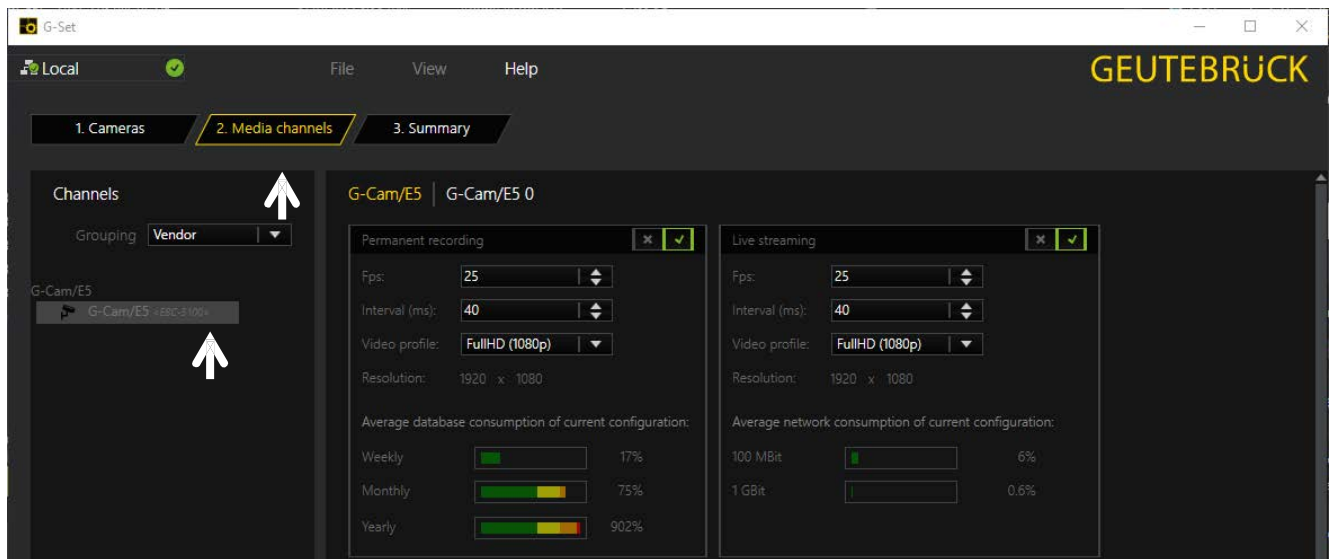 G-Set
Local File View Help GEUTEBRÜCK
1. Cameras 2. Media channels 3. Summary
Channels
Grouping Vendor
G-Cam/E5
G-Cam/E5 «EBC-5100»
G-Cam/E5 G-Cam/E5 0
Permanent recording
Fps: 25
Interval (ms): 40
Video profile: FullHD (1080p)
Resolution: 1920 x 1080
Average database consumption of current configuration:
Weekly 17%
Monthly 75%
Yearly 902%
Live streaming
Fps: 25
Interval (ms): 40
Video profile: FullHD (1080p)
Resolution: 1920 x 1080
Average network consumption of current configuration:
100 MBit 6%
1 GBit 0.6%